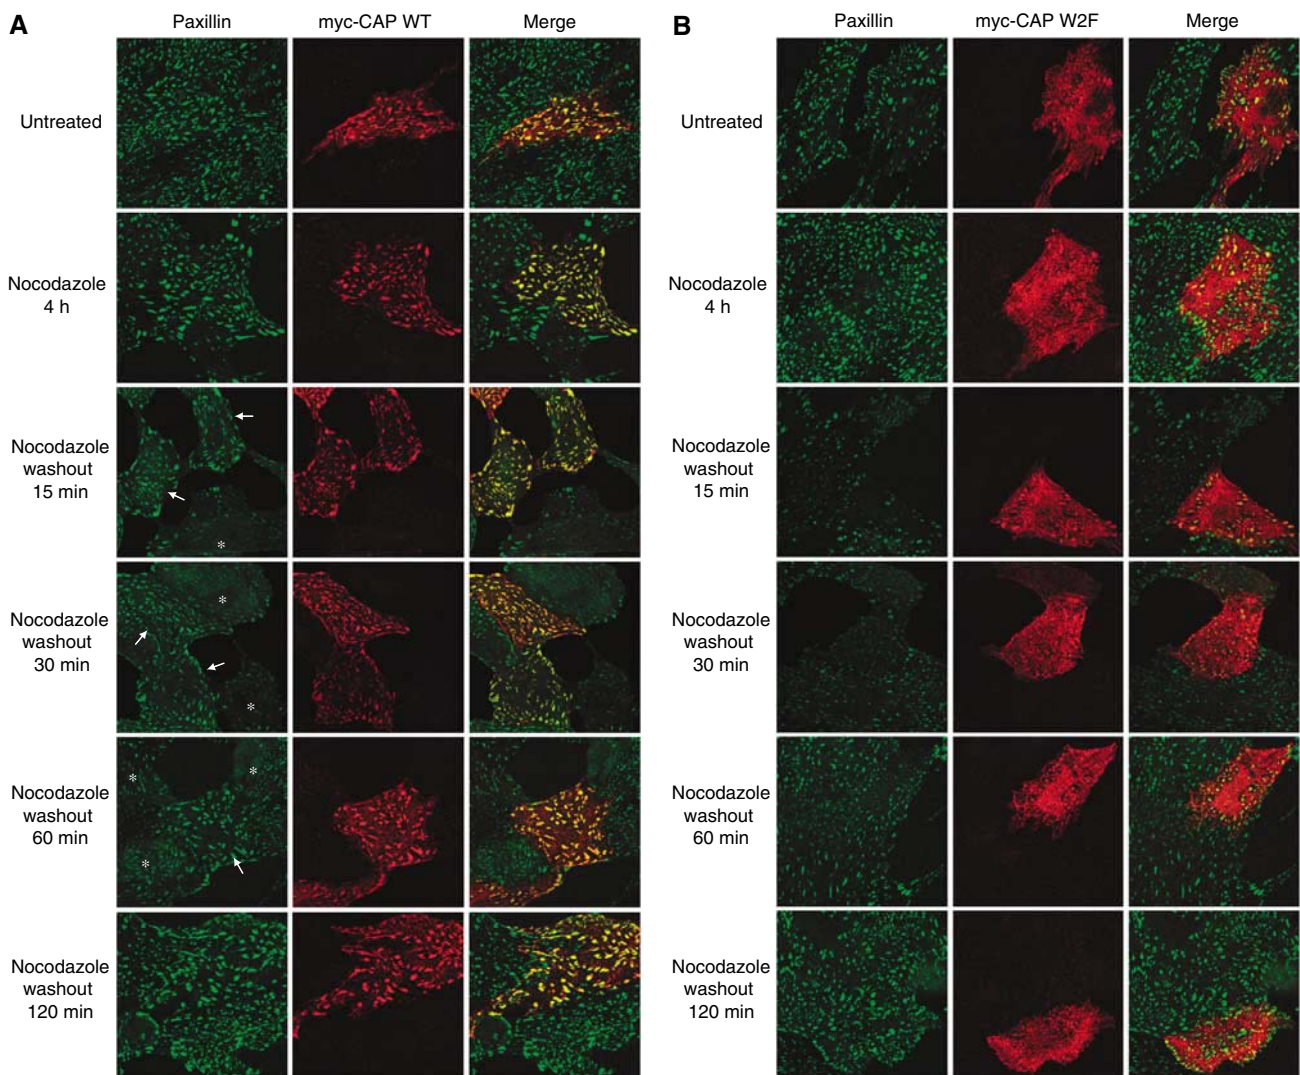 A
Paxillin
myc-CAP WT
Merge
Untreated
Nocodazole
4 h
Nocodazole
washout
15 min
*
Nocodazole
washout
30 min
*
*
Nocodazole
washout
60 min
*
*
*
Nocodazole
washout
120 min
B
Paxillin
myc-CAP W2F
Merge
Untreated
Nocodazole
4 h
Nocodazole
washout
15 min
Nocodazole
washout
30 min
Nocodazole
washout
60 min
Nocodazole
washout
120 min